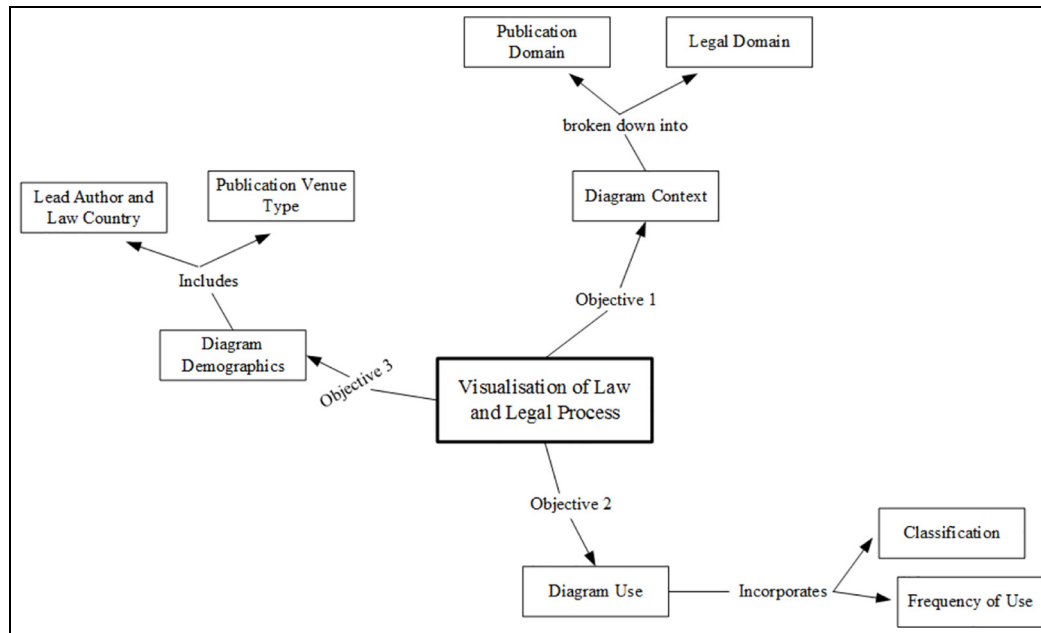 Publication
Domain
Legal Domain
broken down into
Diagram Context
Lead Author and
Law Country
Publication Venue
Type
Includes
Objective 1
Diagram
Demographics
Objective 3
Visualisation of Law
and Legal Process
Objective 2
Classification
Diagram Use
Incorporates
Frequency of Use